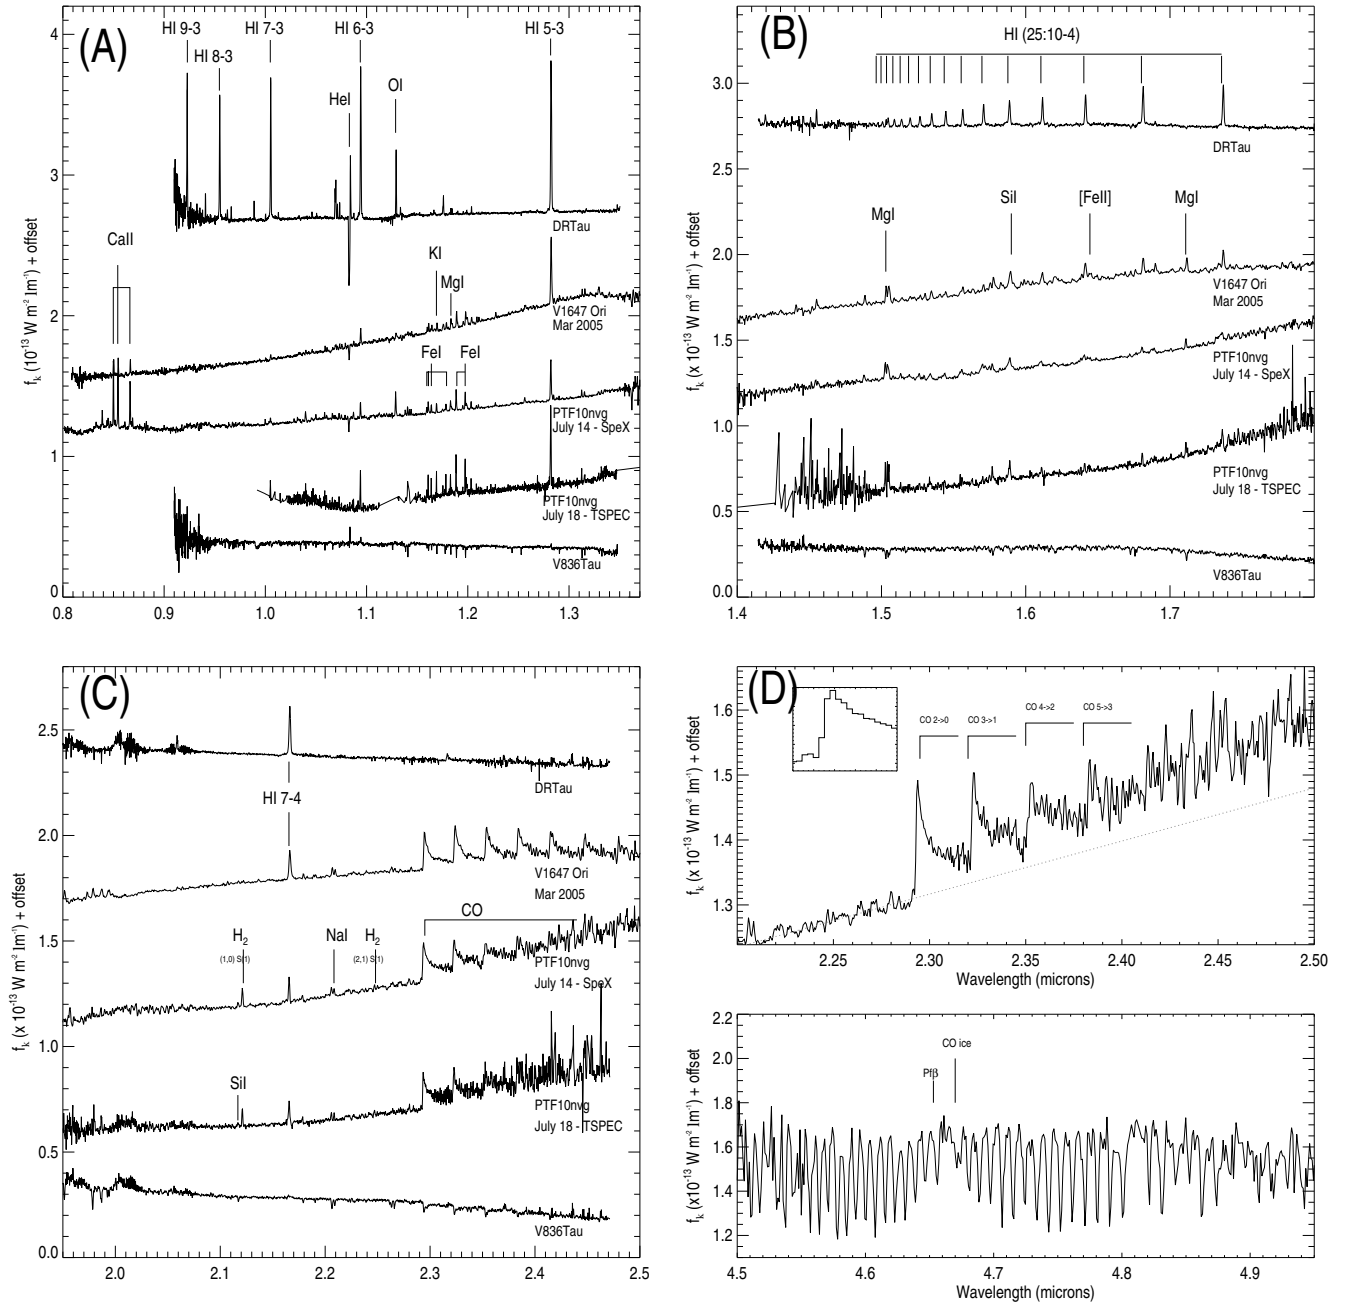 (A)
HI 9-3
HI 8-3
HI 7-3
HI 6-3
HI 5-3
HeI
OI
DRTau
CaII
KI
MgI
V1647 Ori
Mar 2005
FeI
FeI
PTF10nvg
July 14 - SpeX
PTF10nvg
July 18 - TSPEC
V836Tau
f_k (10^-13 W m^-2 lm^-1) + offset
4
3
2
1
0
0.8
0.9
1.0
1.1
1.2
1.3
(B)
HI (25:10-4)
DRTau
MgI
SiI
[FeII]
MgI
V1647 Ori
Mar 2005
PTF10nvg
July 14 - SpeX
PTF10nvg
July 18 - TSPEC
V836Tau
f_k (x 10^-13 W m^-2 lm^-1) + offset
3.0
2.5
2.0
1.5
1.0
0.5
0.0
1.4
1.5
1.6
1.7
(C)
DRTau
HI 7-4
V1647 Ori
Mar 2005
CO
H2
(1,0) S(1)
NaI
H2
(2,1) S(1)
PTF10nvg
July 14 - SpeX
SiI
PTF10nvg
July 18 - TSPEC
V836Tau
f_k (x 10^-13 W m^-2 lm^-1) + offset
2.5
2.0
1.5
1.0
0.5
0.0
2.0
2.1
2.2
2.3
2.4
2.5
(D)
CO 2->0
CO 3->1
CO 4->2
CO 5->3
f_k (x 10^-13 W m^-2 lm^-1) + offset
1.6
1.5
1.4
1.3
2.25
2.30
2.35
2.40
2.45
2.50
Wavelength (microns)
CO ice
Pfβ
f_k (x10^-13 W m^-2 lm^-1) + offset
2.2
2.0
1.8
1.6
1.4
1.2
4.5
4.6
4.7
4.8
4.9
Wavelength (microns)